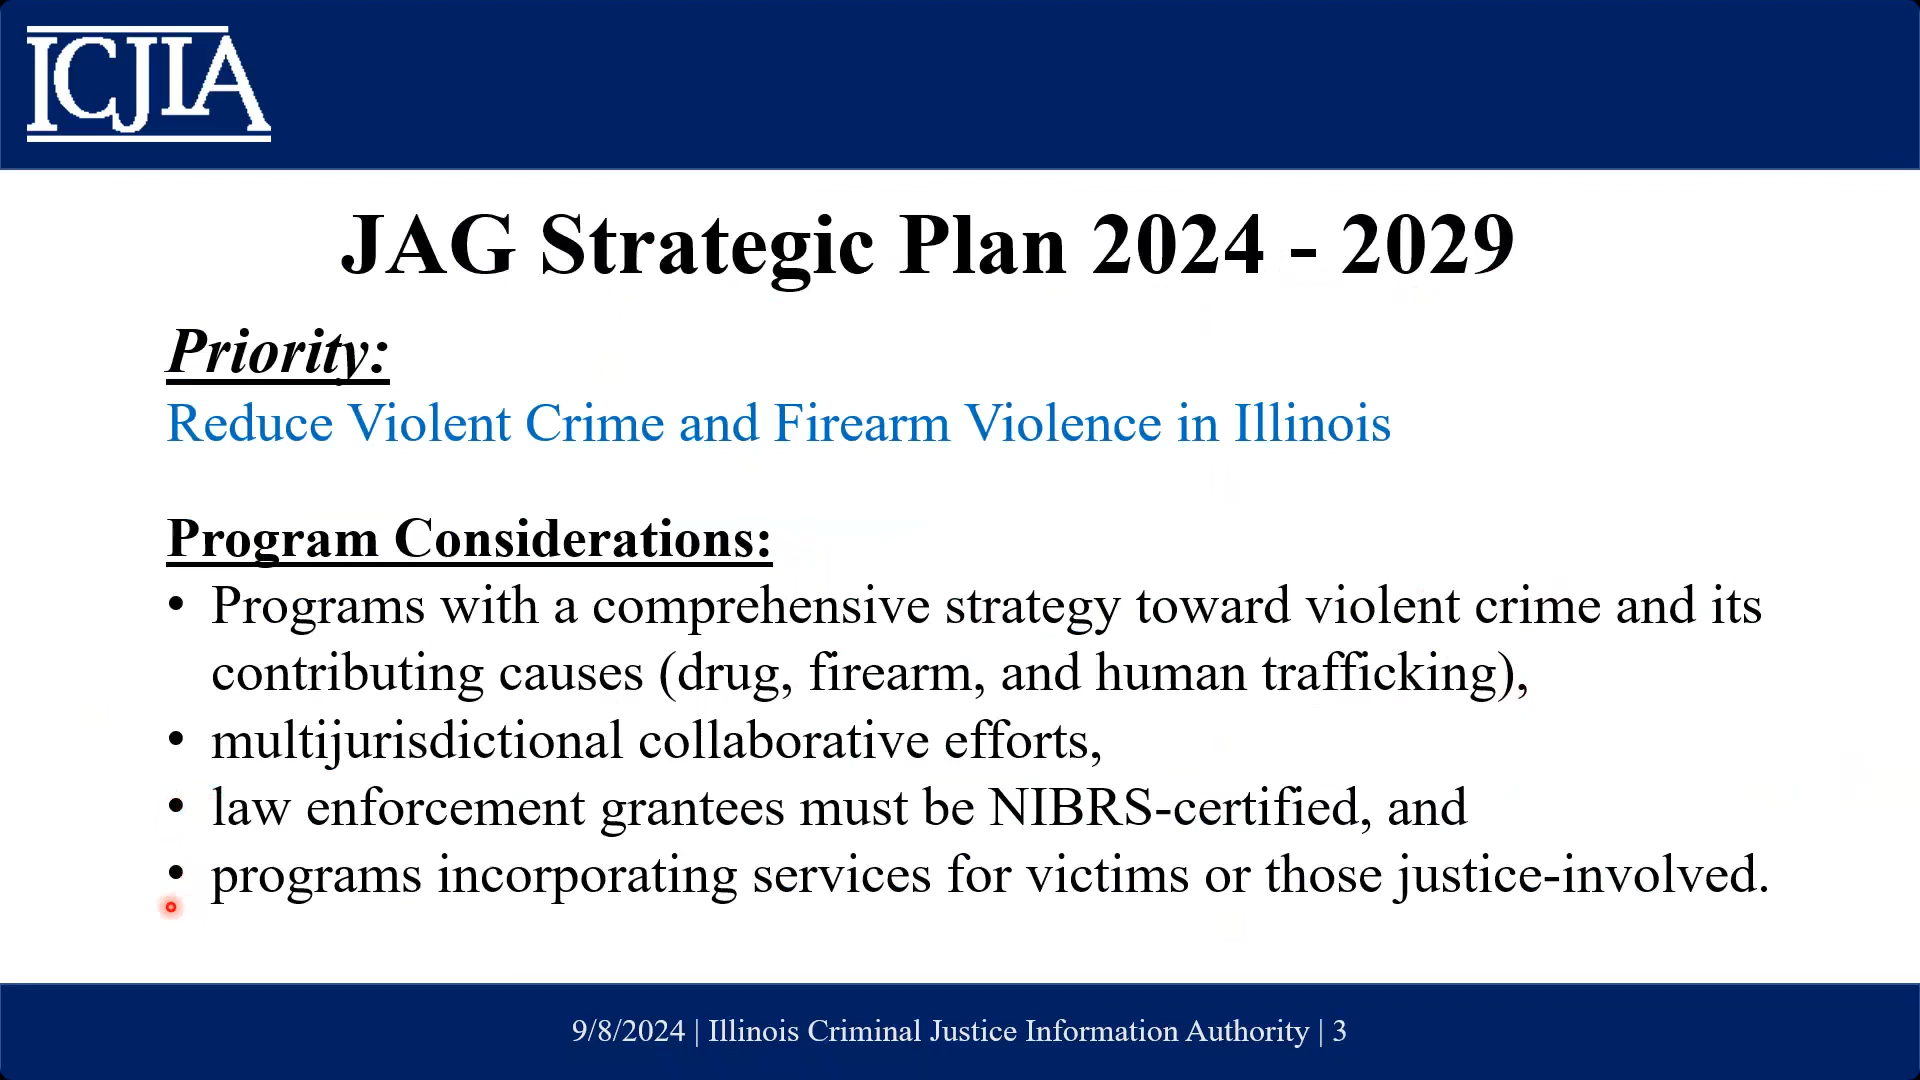 ICJIA
JAG Strategic Plan 2024 - 2029
Priority:
Reduce Violent Crime and Firearm Violence in Illinois
Program Considerations:
• Programs with a comprehensive strategy toward violent crime and its
contributing causes (drug, firearm, and human trafficking),
• multijurisdictional collaborative efforts,
• law enforcement grantees must be NIBRS-certified, and
• programs incorporating services for victims or those justice-involved.
9/8/2024 | Illinois Criminal Justice Information Authority | 3